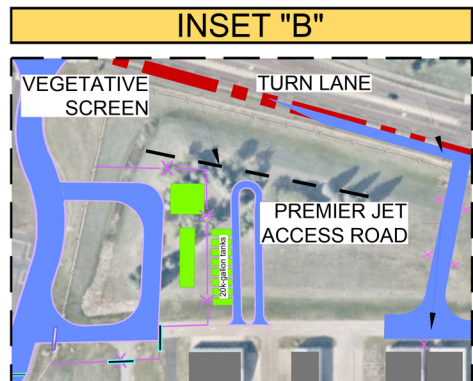 INSET "B"
VEGETATIVE
SCREEN
TURN LANE
PREMIER JET
ACCESS ROAD
20k-gallon tanks